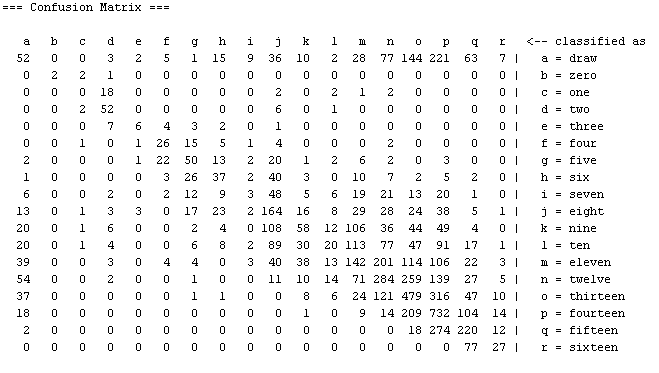 === Confusion Matrix ===
a b c d e f g h i j k l m n o p q r <-- classified as
52 0 0 3 2 5 1 15 9 36 10 2 28 77 144 221 63 7 | a = draw
0 2 2 1 0 0 0 0 0 0 0 0 0 0 0 0 0 0 | b = zero
0 0 0 18 0 0 0 0 0 2 0 2 1 2 0 0 0 0 | c = one
0 0 2 52 0 0 0 0 0 6 0 1 0 0 0 0 0 0 | d = two
0 0 0 7 6 4 3 2 0 1 0 0 0 0 0 0 0 0 | e = three
0 0 1 0 1 26 15 5 1 4 0 0 0 2 0 0 0 0 | f = four
2 0 0 0 1 22 50 13 2 20 1 2 6 2 0 3 0 0 | g = five
1 0 0 0 3 26 37 2 40 3 0 10 7 2 5 2 0 | h = six
6 0 0 2 0 2 12 9 3 48 5 6 19 21 13 20 1 0 | i = seven
13 0 1 3 3 0 17 23 2 164 16 8 29 28 24 38 5 1 | j = eight
20 0 1 6 0 0 2 4 0 108 58 12 106 36 44 49 4 0 | k = nine
20 0 1 4 0 0 6 8 2 89 30 20 113 77 47 91 17 1 | l = ten
39 0 0 3 0 4 4 0 3 40 38 13 142 201 114 106 22 3 | m = eleven
54 0 0 2 0 0 1 0 0 11 10 14 71 284 259 139 27 5 | n = twelve
37 0 0 0 0 0 1 1 0 0 8 6 24 121 479 316 47 10 | o = thirteen
18 0 0 0 0 0 0 0 0 0 1 0 9 14 209 732 104 14 | p = fourteen
2 0 0 0 0 0 0 0 0 0 0 0 0 0 18 274 220 12 | q = fifteen
0 0 0 0 0 0 0 0 0 0 0 0 0 0 0 0 77 27 | r = sixteen